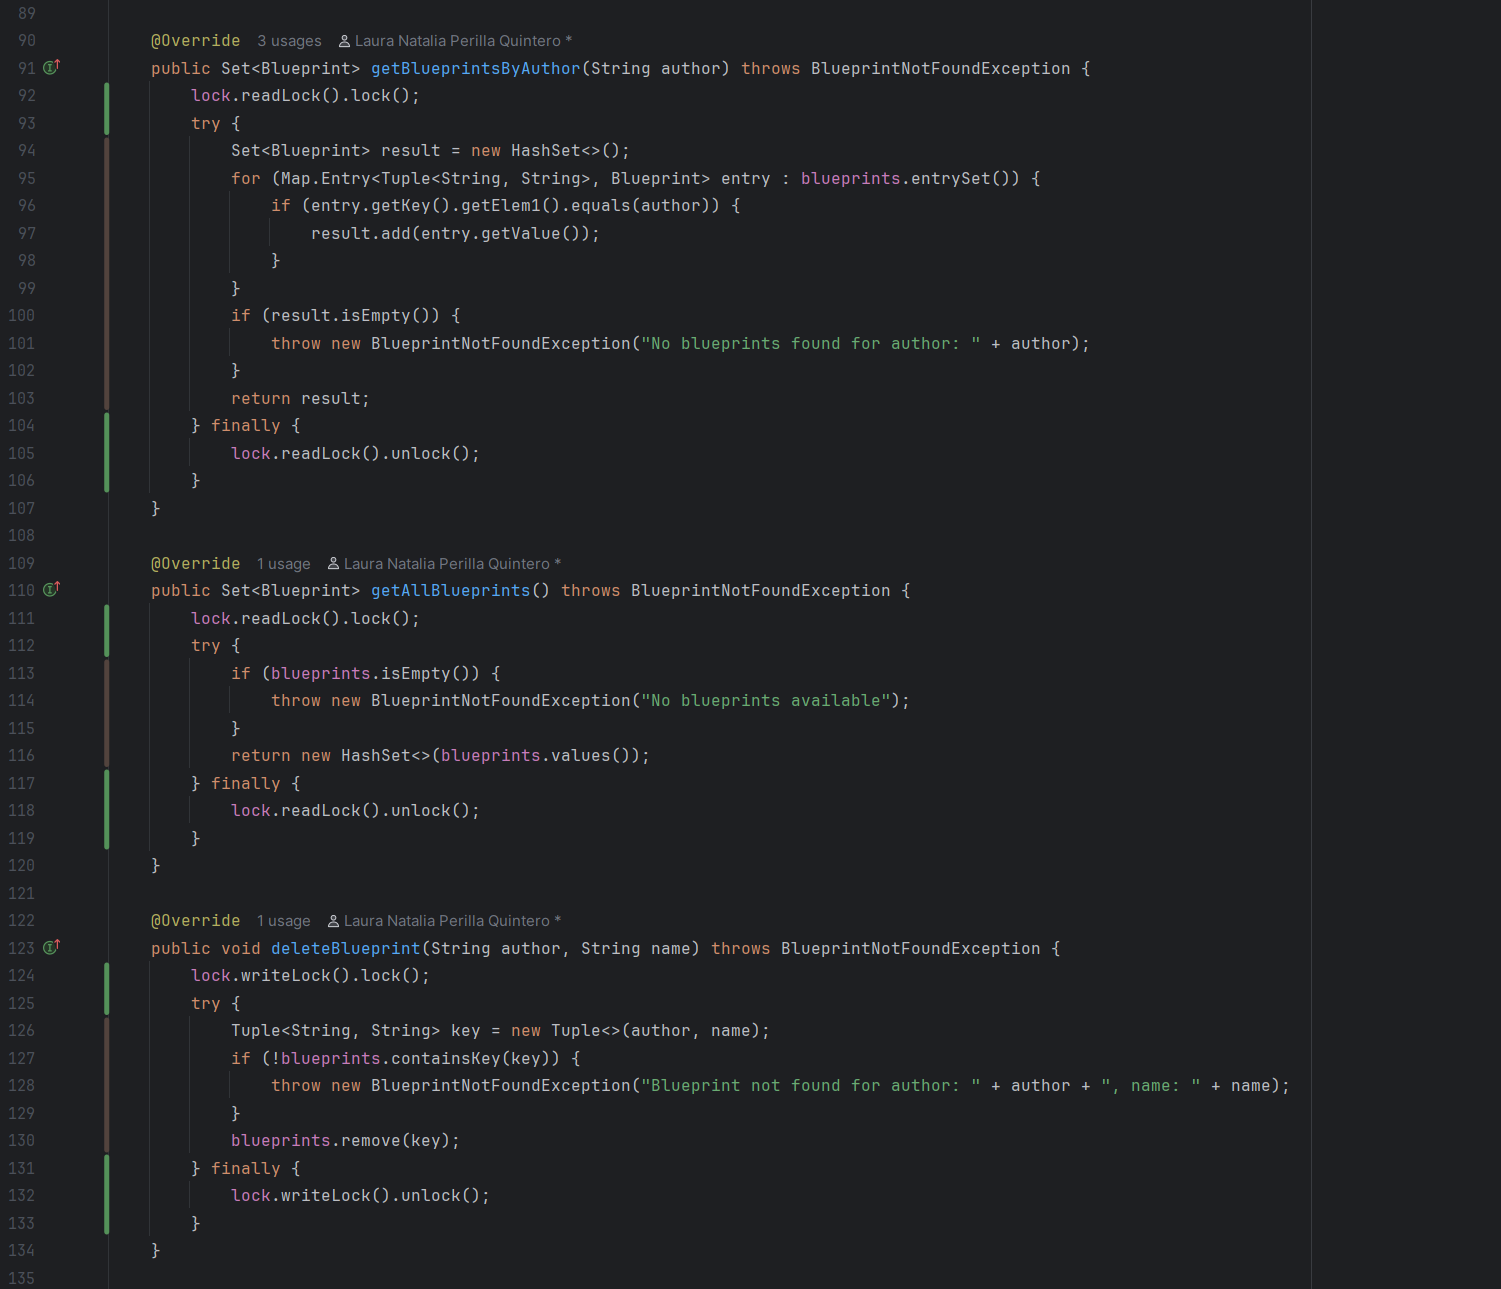 89
90 @Override 3 usages Laura Natalia Perilla Quintero *
91 public Set<Blueprint> getBlueprintsByAuthor(String author) throws BlueprintNotFoundException {
92 lock.readLock().lock();
93 try {
94 Set<Blueprint> result = new HashSet<>();
95 for (Map.Entry<Tuple<String, String>, Blueprint> entry : blueprints.entrySet()) {
96 if (entry.getKey().getElem1().equals(author)) {
97 result.add(entry.getValue());
98 }
99 }
100 if (result.isEmpty()) {
101 throw new BlueprintNotFoundException("No blueprints found for author: " + author);
102 }
103 return result;
104 } finally {
105 lock.readLock().unlock();
106 }
107 }
108
109 @Override 1 usage Laura Natalia Perilla Quintero *
110 public Set<Blueprint> getAllBlueprints() throws BlueprintNotFoundException {
111 lock.readLock().lock();
112 try {
113 if (blueprints.isEmpty()) {
114 throw new BlueprintNotFoundException("No blueprints available");
115 }
116 return new HashSet<>(blueprints.values());
117 } finally {
118 lock.readLock().unlock();
119 }
120 }
121
122 @Override 1 usage Laura Natalia Perilla Quintero *
123 public void deleteBlueprint(String author, String name) throws BlueprintNotFoundException {
124 lock.writeLock().lock();
125 try {
126 Tuple<String, String> key = new Tuple<>(author, name);
127 if (!blueprints.containsKey(key)) {
128 throw new BlueprintNotFoundException("Blueprint not found for author: " + author + ", name: " + name);
129 }
130 blueprints.remove(key);
131 } finally {
132 lock.writeLock().unlock();
133 }
134 }
135